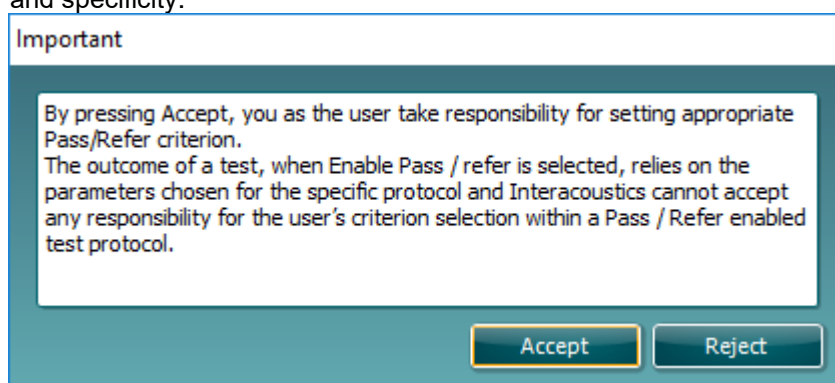 and specificity.
Important
By pressing Accept, you as the user take responsibility for setting appropriate
Pass/Refer criterion.
The outcome of a test, when Enable Pass / refer is selected, relies on the
parameters chosen for the specific protocol and Interacoustics cannot accept
any responsibility for the user's criterion selection within a Pass / Refer enabled
test protocol.
Accept
Reject